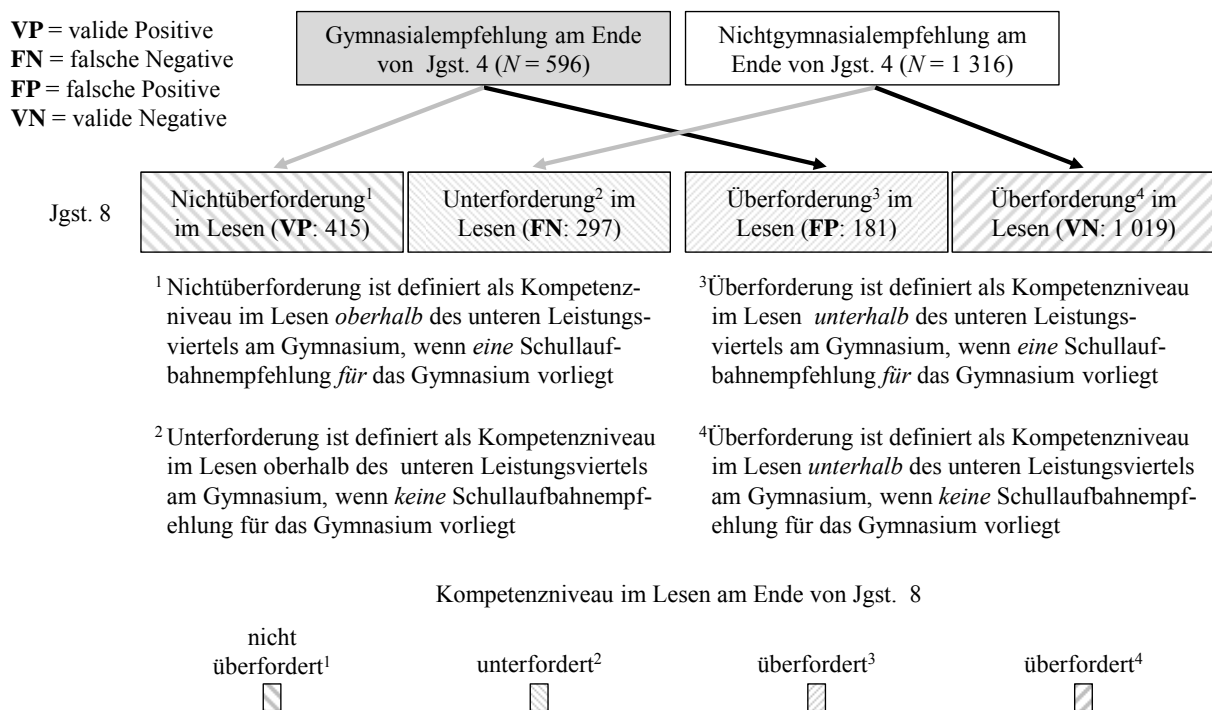 VP = valide Positive
FN = falsche Negative
FP = falsche Positive
VN = valide Negative
Gymnasialempfehlung am Ende
von Jgst. 4 (N = 596)
Nichtgymnasialempfehlung am
Ende von Jgst. 4 (N = 1 316)
Jgst. 8
Nichtüberforderung¹
im Lesen (VP: 415)
Unterforderung² im
Lesen (FN: 297)
Überforderung³ im
Lesen (FP: 181)
Überforderung⁴ im
Lesen (VN: 1 019)
¹ Nichtüberforderung ist definiert als Kompetenz-
niveau im Lesen oberhalb des unteren Leistungs-
viertels am Gymnasium, wenn eine Schullauf-
bahnempfehlung für das Gymnasium vorliegt
³Überforderung ist definiert als Kompetenzniveau
im Lesen unterhalb des unteren Leistungs-
viertels am Gymnasium, wenn eine Schullauf-
bahnempfehlung für das Gymnasium vorliegt
² Unterforderung ist definiert als Kompetenzniveau
im Lesen oberhalb des unteren Leistungsviertels
am Gymnasium, wenn keine Schullaufbahnempf-
ehlung für das Gymnasium vorliegt
⁴Überforderung ist definiert als Kompetenzniveau
im Lesen unterhalb des unteren Leistungsviertels
am Gymnasium, wenn keine Schullaufbahnempf-
ehlung für das Gymnasium vorliegt
Kompetenzniveau im Lesen am Ende von Jgst. 8
nicht
überfordert¹
unterfordert²
überfordert³
überfordert⁴